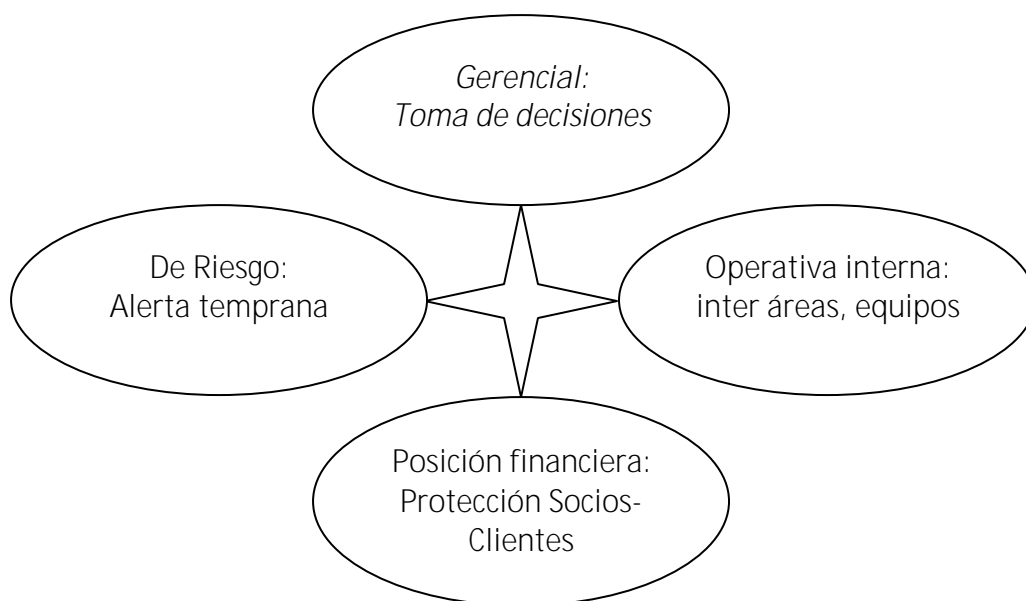 Gerencial:
Toma de decisiones
De Riesgo:
Alerta temprana
Operativa interna:
inter áreas, equipos
Posición financiera:
Protección Socios-
Clientes